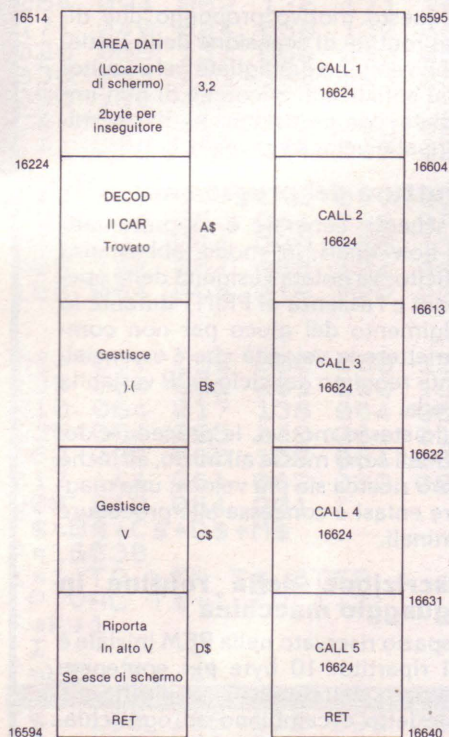 16514
AREA DATI
(Locazione
di schermo)
2byte per
inseguitore
3,2
16224
DECOD
II CAR
Trovato
A$
Gestisce
).(
B$
Gestisce
V
C$
Riporta
In alto V
Se esce di schermo
D$
RET
16594
16595
CALL 1
16624
16604
CALL 2
16624
16613
CALL 3
16624
16622
CALL 4
16624
16631
CALL 5
16624
RET
16640